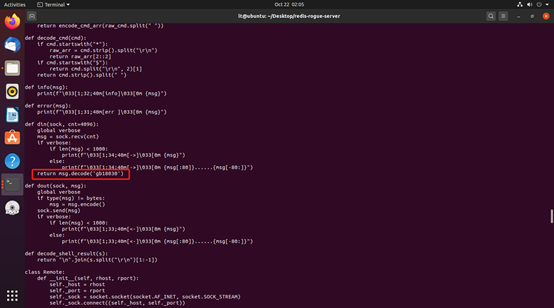 Activities
Terminal
Oct 22 02:05
lt@ubuntu: ~/Desktop/redis-rogue-server
return encode_cmd_arr(raw_cmd.split(" "))
def decode_cmd(cmd):
if cmd.startswith("*"):
raw_arr = cmd.strip().split("\r\n")
return raw_arr[2::2]
if cmd.startswith("$"):
return cmd.split("\r\n", 2)[1]
return cmd.strip().split(" ")
def info(msg):
print(f"\033[1;32;40m[info]\033[0m {msg}")
def error(msg):
print(f"\033[1;31;40m[err ]\033[0m {msg}")
def din(sock, cnt=4096):
global verbose
msg = sock.recv(cnt)
if verbose:
if len(msg) < 1000:
print(f"\033[1;34;40m[->]\033[0m {msg}")
else:
print(f"\033[1;34;40m[->]\033[0m {msg[:80]}......{msg[-80:]}")
return msg.decode('gb18030')
def dout(sock, msg):
global verbose
if type(msg) != bytes:
msg = msg.encode()
sock.send(msg)
if verbose:
if len(msg) < 1000:
print(f"\033[1;33;40m[<-]\033[0m {msg}")
else:
print(f"\033[1;33;40m[<-]\033[0m {msg[:80]}......{msg[-80:]}")
def decode_shell_result(s):
return "\n".join(s.split("\r\n")[1:-1])
class Remote:
def __init__(self, rhost, rport):
self._host = rhost
self._port = rport
self._sock = socket.socket(socket.AF_INET, socket.SOCK_STREAM)
self._sock.connect((self._host, self._port))